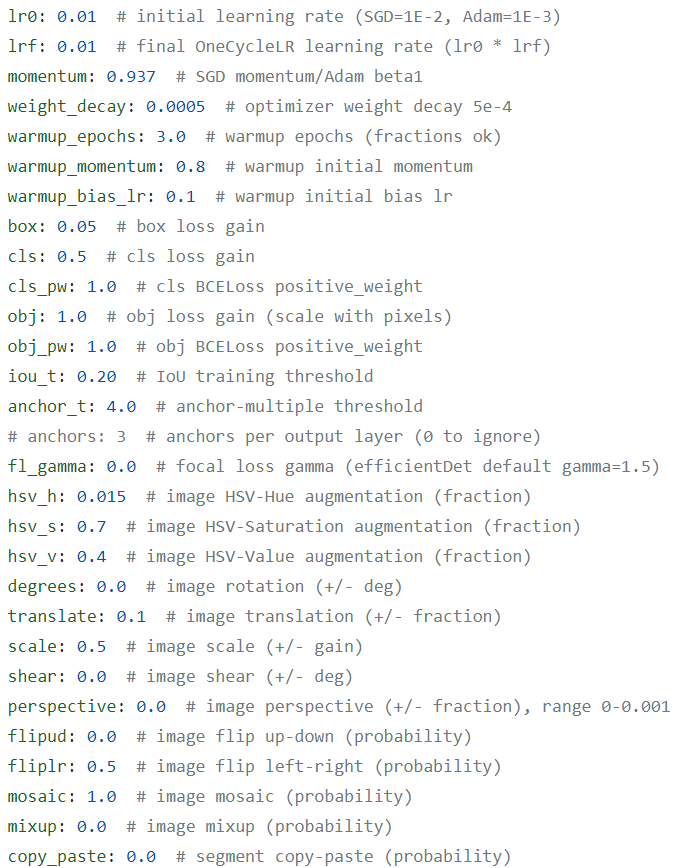 lr0: 0.01  # initial learning rate (SGD=1E-2, Adam=1E-3)
lrf: 0.01  # final OneCycleLR learning rate (lr0 * lrf)
momentum: 0.937  # SGD momentum/Adam beta1
weight_decay: 0.0005  # optimizer weight decay 5e-4
warmup_epochs: 3.0  # warmup epochs (fractions ok)
warmup_momentum: 0.8  # warmup initial momentum
warmup_bias_lr: 0.1  # warmup initial bias lr
box: 0.05  # box loss gain
cls: 0.5  # cls loss gain
cls_pw: 1.0  # cls BCELoss positive_weight
obj: 1.0  # obj loss gain (scale with pixels)
obj_pw: 1.0  # obj BCELoss positive_weight
iou_t: 0.20  # IoU training threshold
anchor_t: 4.0  # anchor-multiple threshold
# anchors: 3  # anchors per output layer (0 to ignore)
fl_gamma: 0.0  # focal loss gamma (efficientDet default gamma=1.5)
hsv_h: 0.015  # image HSV-Hue augmentation (fraction)
hsv_s: 0.7  # image HSV-Saturation augmentation (fraction)
hsv_v: 0.4  # image HSV-Value augmentation (fraction)
degrees: 0.0  # image rotation (+/- deg)
translate: 0.1  # image translation (+/- fraction)
scale: 0.5  # image scale (+/- gain)
shear: 0.0  # image shear (+/- deg)
perspective: 0.0  # image perspective (+/- fraction), range 0-0.001
flipud: 0.0  # image flip up-down (probability)
fliplr: 0.5  # image flip left-right (probability)
mosaic: 1.0  # image mosaic (probability)
mixup: 0.0  # image mixup (probability)
copy_paste: 0.0  # segment copy-paste (probability)